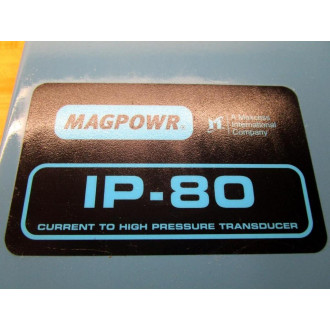 MAGPOWR
A Maxcess
International
Company
IP-80
CURRENT TO HIGH PRESSURE TRANSDUCER